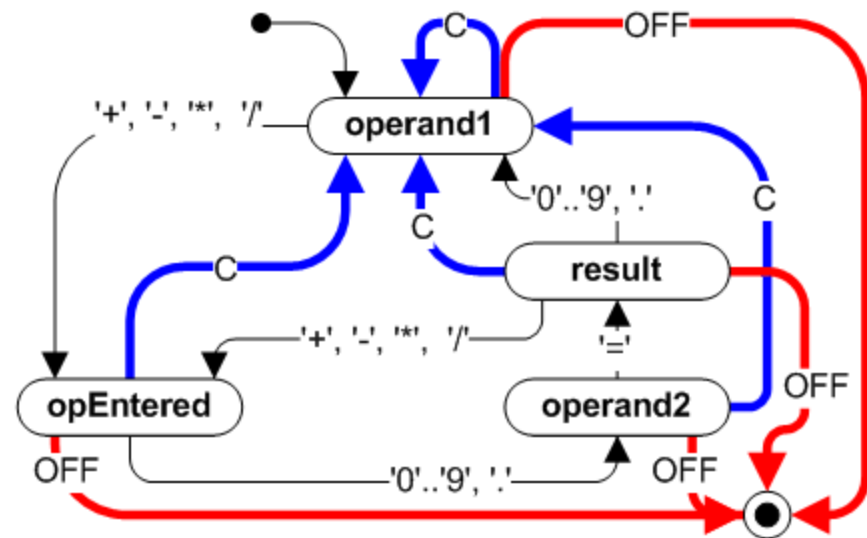 C
OFF
'+', '-', '*', '/'
operand1
'0'..'9', '.'
C
C
C
result
'+', '-', '*', '/'
'='
OFF
opEntered
operand2
OFF
OFF
'0'..'9', '.'